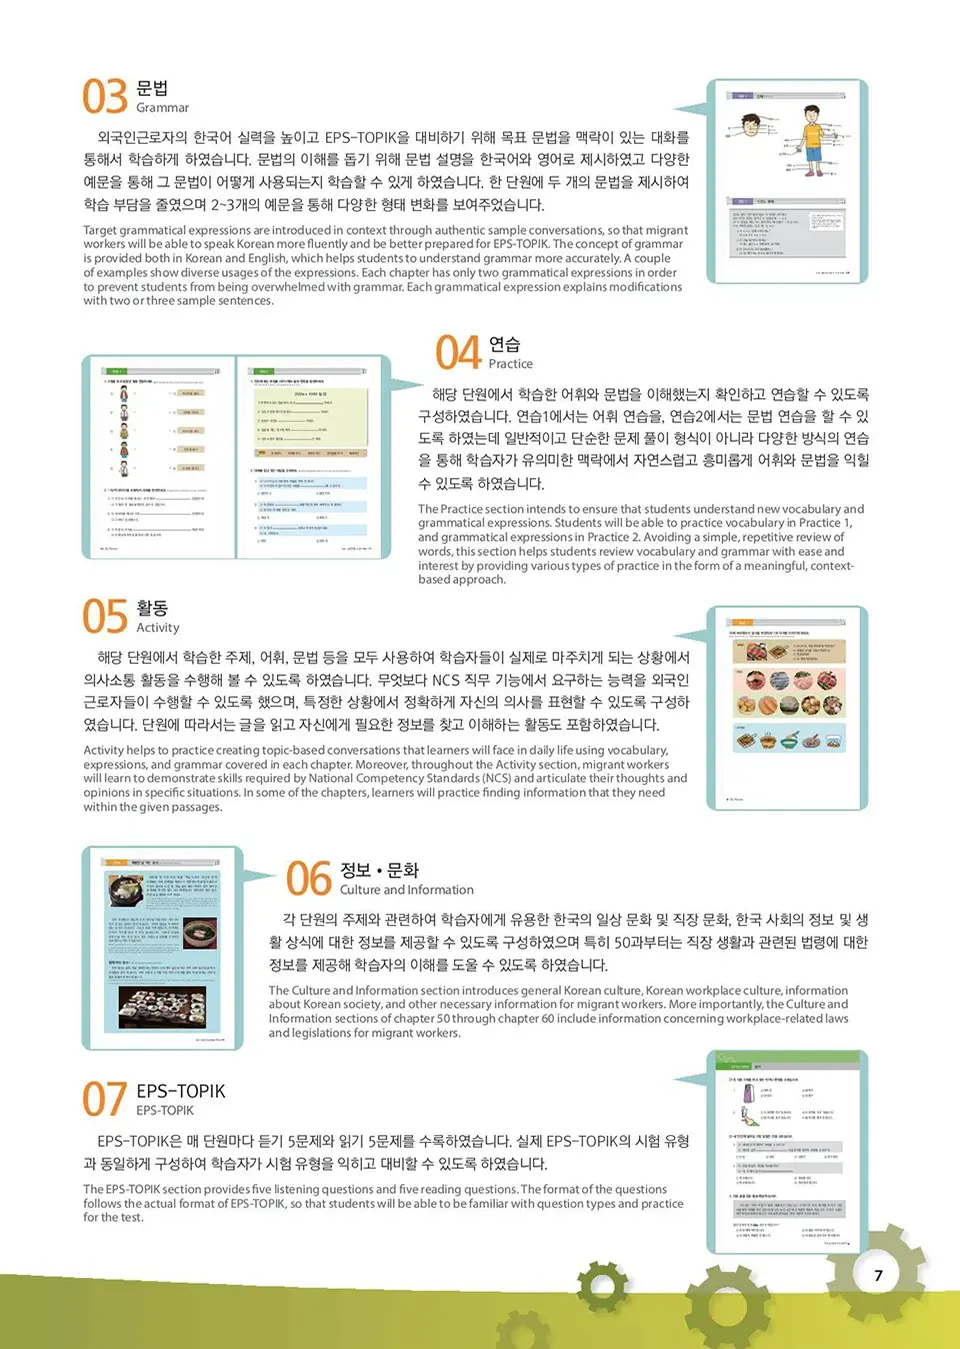 03 문법
Grammar
외국인근로자의 한국어 실력을 높이고 EPS-TOPIK을 대비하기 위해 목표 문법을 맥락이 있는 대화를
통해서 학습하게 하였습니다. 문법의 이해를 돕기 위해 문법 설명을 한국어와 영어로 제시하였고 다양한
예문을 통해 그 문법이 어떻게 사용되는지 학습할 수 있게 하였습니다. 한 단원에 두 개의 문법을 제시하여
학습 부담을 줄였으며 2~3개의 예문을 통해 다양한 형태 변화를 보여주었습니다.
Target grammatical expressions are introduced in context through authentic sample conversations, so that migrant
workers will be able to speak Korean more fluently and be better prepared for EPS-TOPIK. The concept of grammar
is provided both in Korean and English, which helps students to understand grammar more accurately. A couple
of examples show diverse usages of the expressions. Each chapter has only two grammatical expressions in order
to prevent students from being overwhelmed with grammar. Each grammatical expression explains modifications
with two or three sample sentences.
04 연습
Practice
해당 단원에서 학습한 어휘와 문법을 이해했는지 확인하고 연습할 수 있도록
구성하였습니다. 연습1에서는 어휘 연습을, 연습2에서는 문법 연습을 할 수 있
도록 하였는데 일반적이고 단순한 문제 풀이 형식이 아니라 다양한 방식의 연습
을 통해 학습자가 유의미한 맥락에서 자연스럽고 흥미롭게 어휘와 문법을 익힐
수 있도록 하였습니다.
The Practice section intends to ensure that students understand new vocabulary and
grammatical expressions. Students will be able to practice vocabulary in Practice 1,
and grammatical expressions in Practice 2. Avoiding a simple, repetitive review of
words, this section helps students review vocabulary and grammar with ease and
interest by providing various types of practice in the form of a meaningful, context-
based approach.
05 활동
Activity
해당 단원에서 학습한 주제, 어휘, 문법 등을 모두 사용하여 학습자들이 실제로 마주치게 되는 상황에서
의사소통 활동을 수행해 볼 수 있도록 하였습니다. 무엇보다 NCS 직무 기능에서 요구하는 능력을 외국인
근로자들이 수행할 수 있도록 했으며, 특정한 상황에서 정확하게 자신의 의사를 표현할 수 있도록 구성하
였습니다. 단원에 따라서는 글을 읽고 자신에게 필요한 정보를 찾고 이해하는 활동도 포함하였습니다.
Activity helps to practice creating topic-based conversations that learners will face in daily life using vocabulary,
expressions, and grammar covered in each chapter. Moreover, throughout the Activity section, migrant workers
will learn to demonstrate skills required by National Competency Standards (NCS) and articulate their thoughts and
opinions in specific situations. In some of the chapters, learners will practice finding information that they need
within the given passages.
06 정보 • 문화
Culture and Information
각 단원의 주제와 관련하여 학습자에게 유용한 한국의 일상 문화 및 직장 문화, 한국 사회의 정보 및 생
활 상식에 대한 정보를 제공할 수 있도록 구성하였으며 특히 50과부터는 직장 생활과 관련된 법령에 대한
정보를 제공해 학습자의 이해를 도울 수 있도록 하였습니다.
The Culture and Information section introduces general Korean culture, Korean workplace culture, information
about Korean society, and other necessary information for migrant workers. More importantly, the Culture and
Information sections of chapter 50 through chapter 60 include information concerning workplace-related laws
and legislations for migrant workers.
07 EPS-TOPIK
EPS-TOPIK
EPS-TOPIK은 매 단원마다 듣기 5문제와 읽기 5문제를 수록하였습니다. 실제 EPS-TOPIK의 시험 유형
과 동일하게 구성하여 학습자가 시험 유형을 익히고 대비할 수 있도록 하였습니다.
The EPS-TOPIK section provides five listening questions and five reading questions. The format of the questions
follows the actual format of EPS-TOPIK, so that students will be able to be familiar with question types and practice
for the test.
7